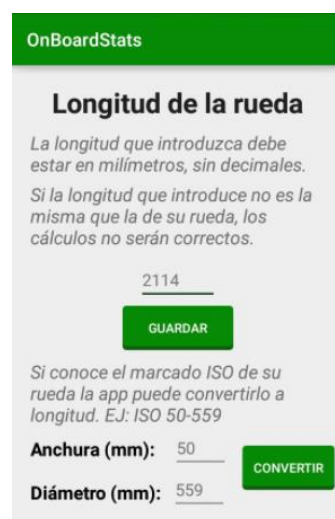 OnBoardStats
Longitud de la rueda
La longitud que introduzca debe
estar en milímetros, sin decimales.
Si la longitud que introduce no es la
misma que la de su rueda, los
cálculos no serán correctos.
2114
GUARDAR
Si conoce el marcado ISO de su
rueda la app puede convertirlo a
longitud. EJ: ISO 50-559
Anchura (mm): 50
CONVERTIR
Diámetro (mm): 559